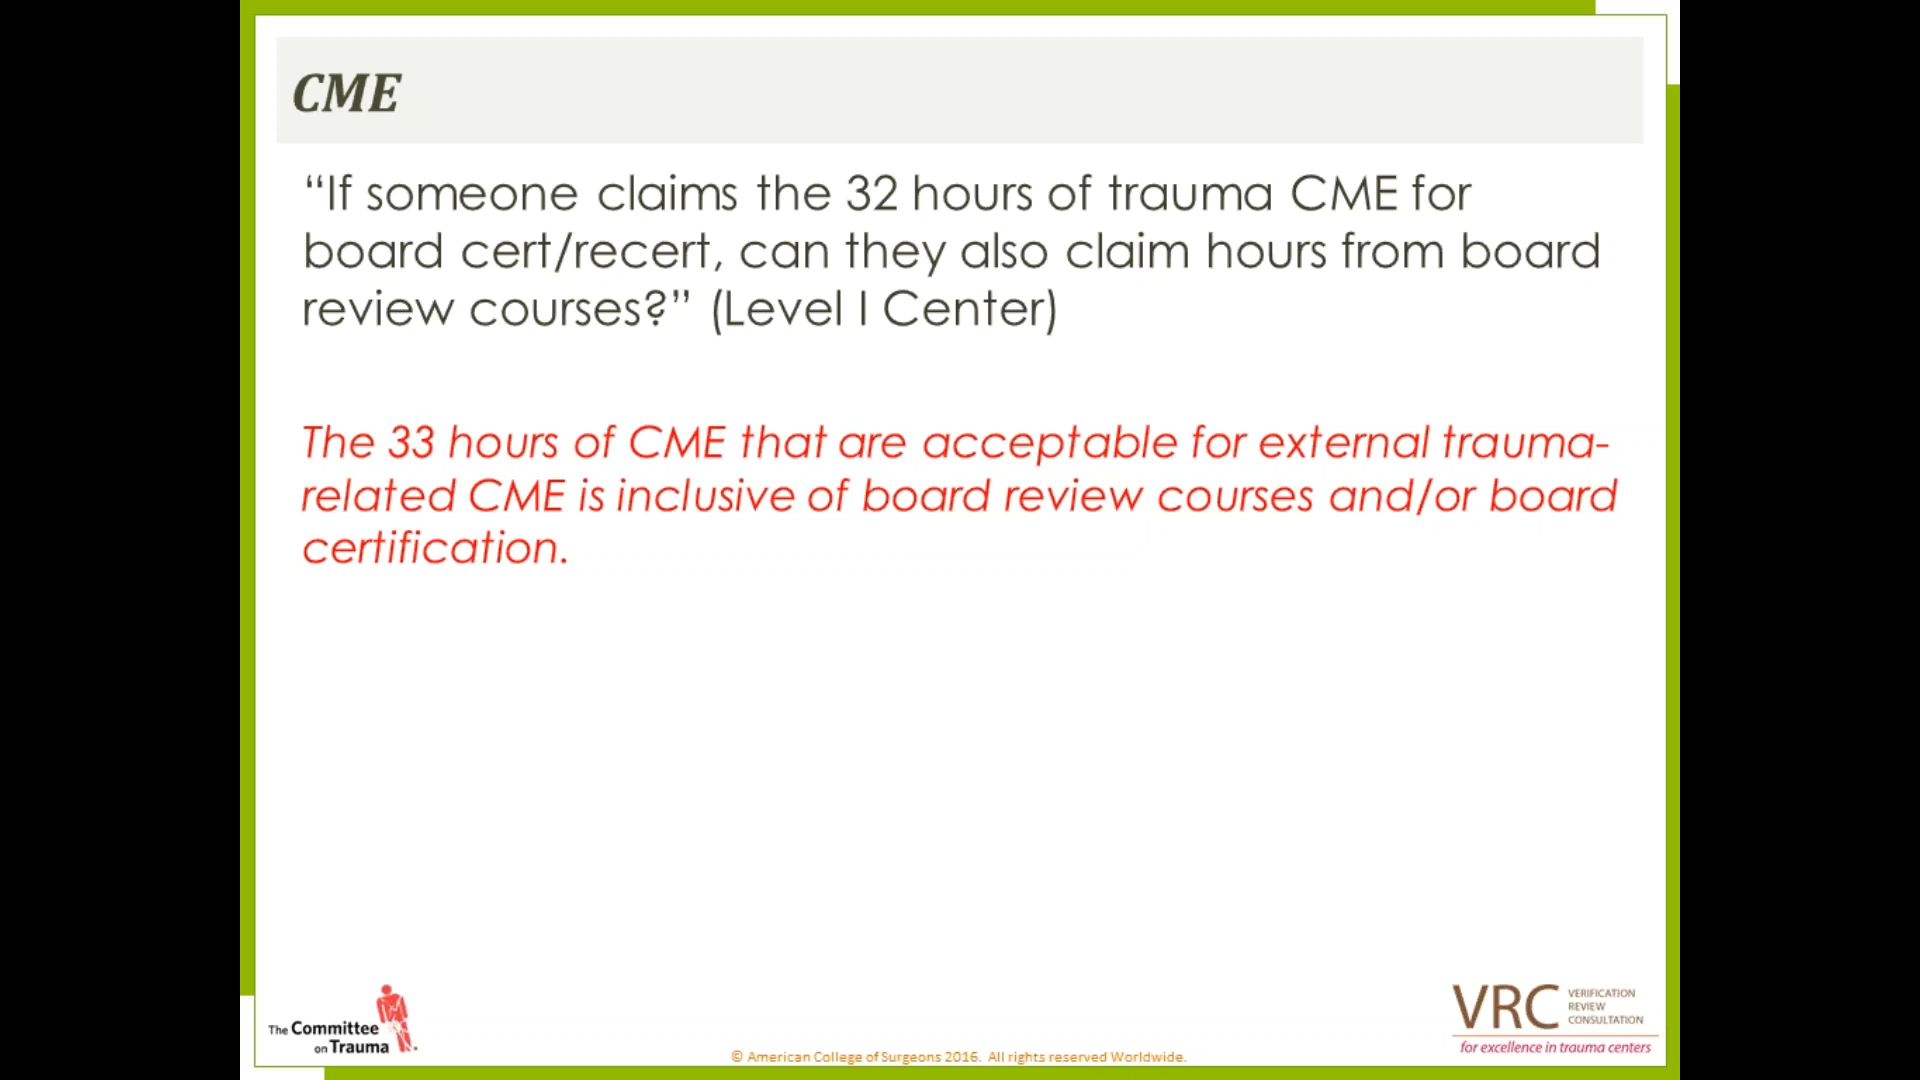 CME
“If someone claims the 32 hours of trauma CME for
board cert/recert, can they also claim hours from board
review courses?” (Level I Center)
The 33 hours of CME that are acceptable for external trauma-
related CME is inclusive of board review courses and/or board
certification.
The Committee
on Trauma
© American College of Surgeons 2016. All rights reserved Worldwide.
VRC
VERIFICATION
REVIEW
CONSULTATION
for excellence in trauma centers